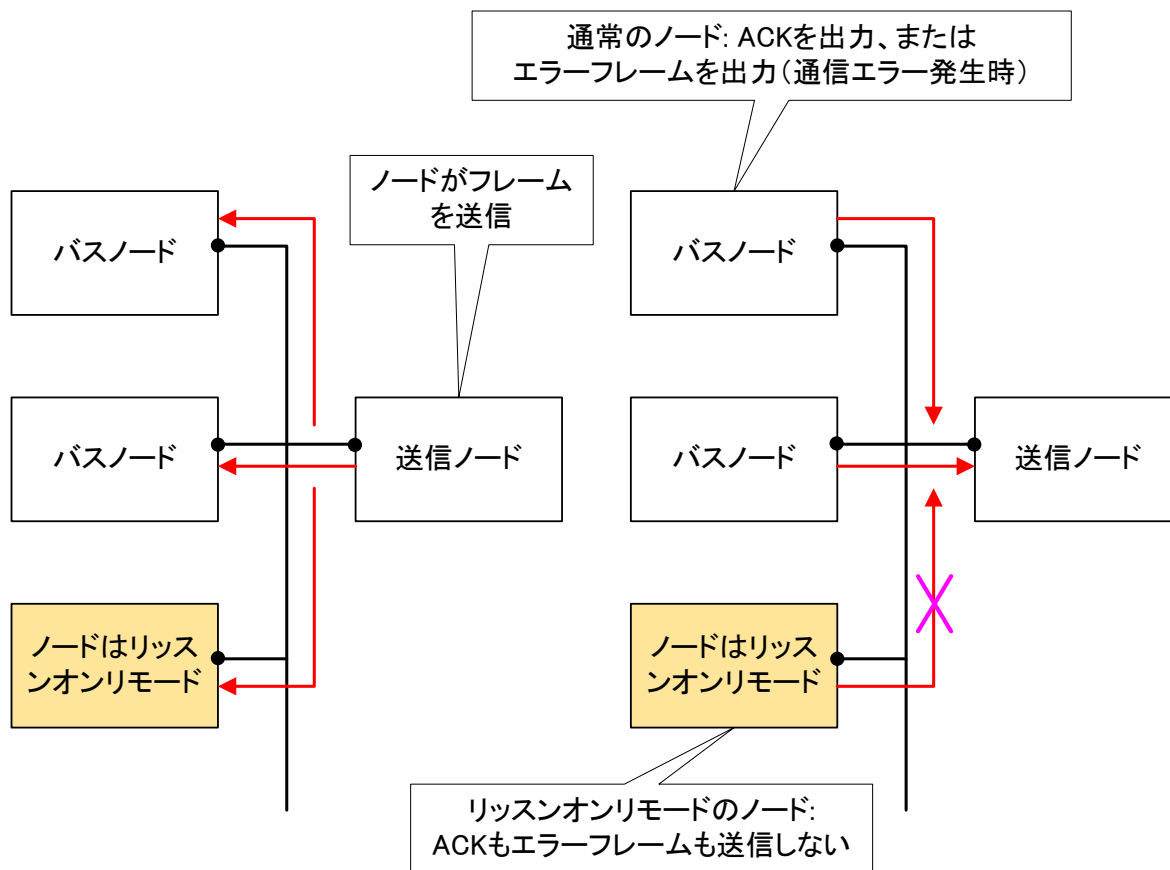 通常のノード: ACKを出力、または
エラーフレームを出力（通信エラー発生時）
ノードがフレーム
を送信
バスノード
バスノード
送信ノード
ノードはリッス
ンオンリモード
バスノード
バスノード
送信ノード
ノードはリッス
ンオンリモード
リッスンオンリモードのノード:
ACKもエラーフレームも送信しない